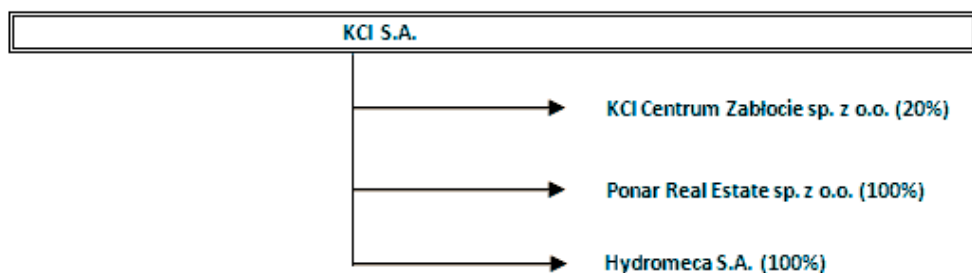 KCI S.A.
KCI Centrum Zabłocie sp. z o.o. (20%)
Ponar Real Estate sp. z o.o. (100%)
Hydromeca S.A. (100%)